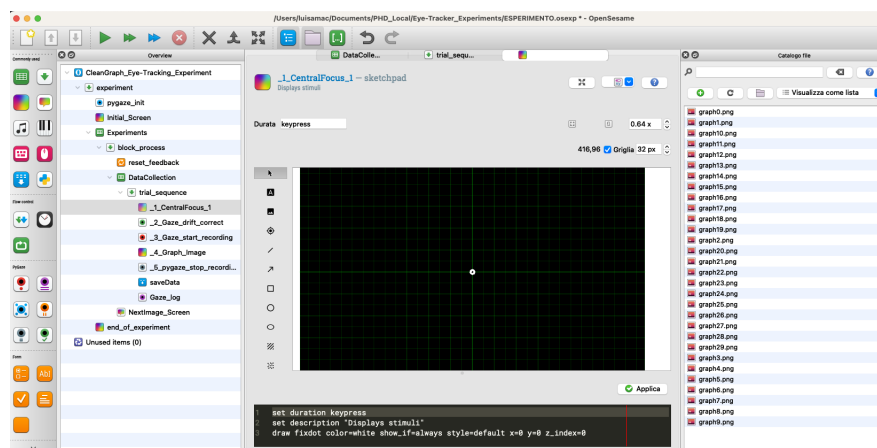 /Users/luisamac/Documents/PHD_Local/Eye-Tracker_Experiments/ESPERIMENTO.osexp * - OpenSesame
Commonly used
Overview
CleanGraph_Eye-Tracking_Experiment
experiment
pygaze_init
Initial_Screen
Experiments
block_process
reset_feedback
DataCollection
trial_sequence
_1_CentralFocus_1
_2_Gaze_drift_correct
_3_Gaze_start_recording
_4_Graph_Image
_5_pygaze_stop_recordi...
saveData
Gaze_log
NextImage_Screen
end_of_experiment
Unused items (0)
Flow control
PyGaze
Form
Abl
DataColle...
trial_sequ...
_1_CentralFocus_1 — sketchpad
Displays stimuli
Durata keypress
0.64 x
416,96 Griglia 32 px
A
Applica
1 set duration keypress
2 set description "Displays stimuli"
3 draw fixdot color=white show_if=always style=default x=0 y=0 z_index=0
Catalogo file
Visualizza come lista
graph0.png
graph1.png
graph10.png
graph11.png
graph12.png
graph13.png
graph14.png
graph15.png
graph16.png
graph17.png
graph18.png
graph19.png
graph2.png
graph20.png
graph21.png
graph22.png
graph23.png
graph24.png
graph25.png
graph26.png
graph27.png
graph28.png
graph29.png
graph3.png
graph4.png
graph5.png
graph6.png
graph7.png
graph8.png
graph9.png